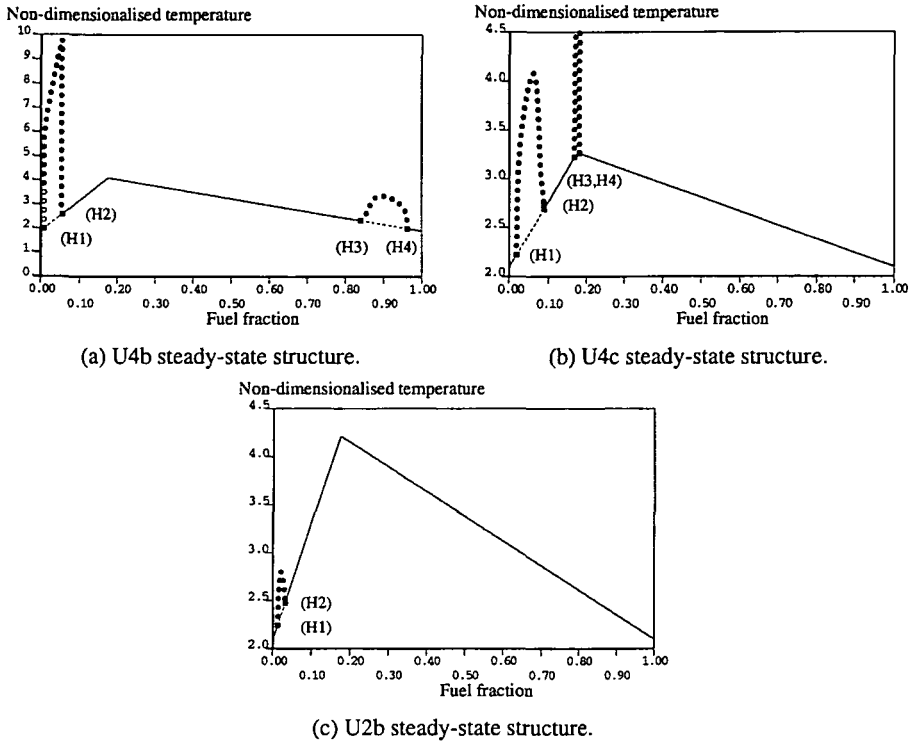 Non-dimensionalised temperature
10
9
8
7
6
5
4
3
2
1
0
(H1)
(H2)
(H3)
(H4)
0.00 0.20 0.40 0.60 0.80 1.00
0.10 0.30 0.50 0.70 0.90
Fuel fraction
(a) U4b steady-state structure.
Non-dimensionalised temperature
4.5
4.0
3.5
3.0
2.5
2.0
(H3,H4)
(H2)
(H1)
0.00 0.20 0.40 0.60 0.80 1.00
0.10 0.30 0.50 0.70 0.90
Fuel fraction
(b) U4c steady-state structure.
Non-dimensionalised temperature
4.5
4.0
3.5
3.0
2.5
2.0
(H2)
(H1)
0.00 0.20 0.40 0.60 0.80 1.00
0.10 0.30 0.50 0.70 0.90
Fuel fraction
(c) U2b steady-state structure.